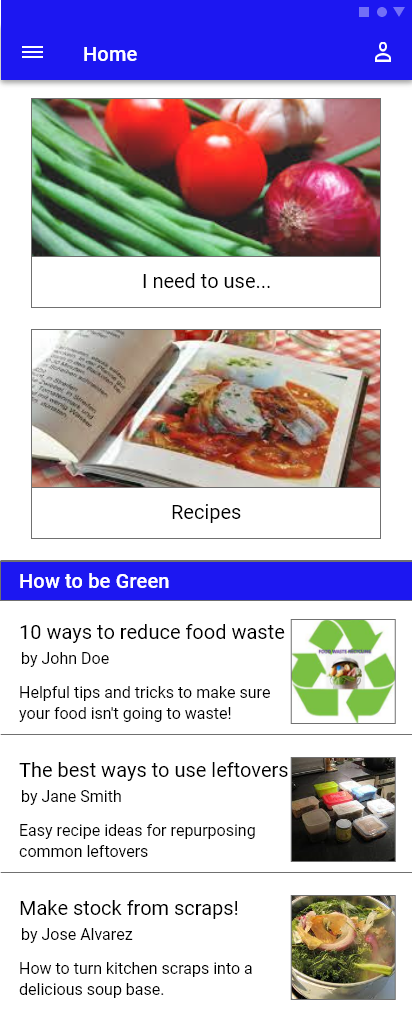 Home
I need to use...
Recipes
How to be Green
10 ways to reduce food waste
by John Doe
Helpful tips and tricks to make sure
your food isn't going to waste!
The best ways to use leftovers
by Jane Smith
Easy recipe ideas for repurposing
common leftovers
Make stock from scraps!
by Jose Alvarez
How to turn kitchen scraps into a
delicious soup base.